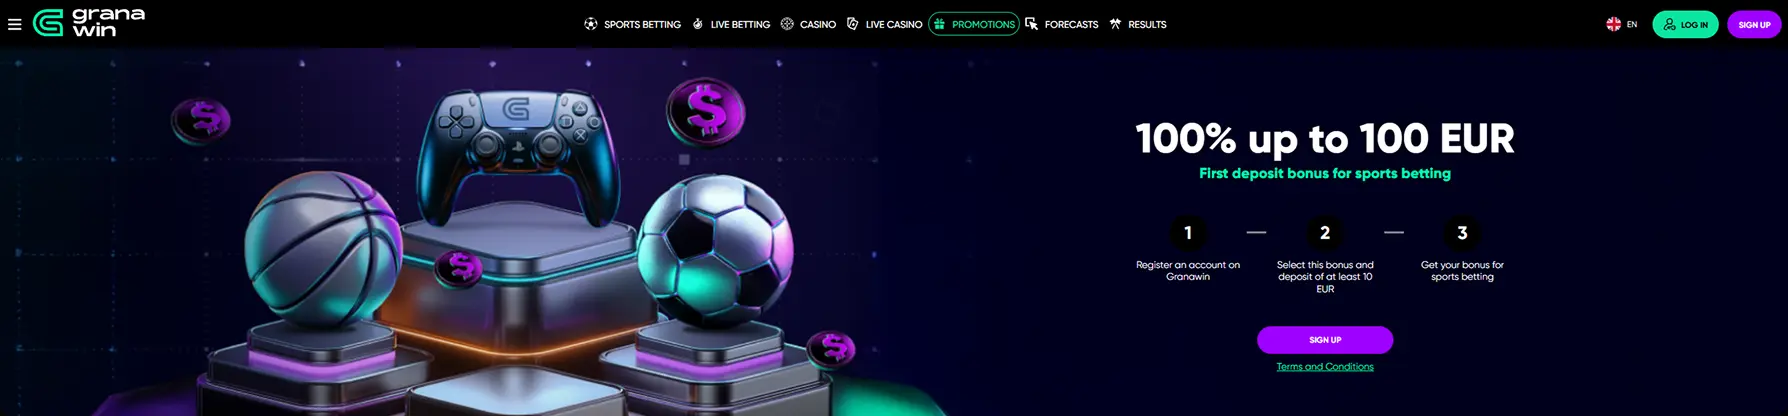 grana
win
SPORTS BETTING
LIVE BETTING
CASINO
LIVE CASINO
PROMOTIONS
FORECASTS
RESULTS
EN
LOG IN
SIGN UP
100% up to 100 EUR
First deposit bonus for sports betting
1
2
3
Register an account on
Granawin
Select this bonus and
deposit of at least 10
EUR
Get your bonus for
sports betting
SIGN UP
Terms and Conditions